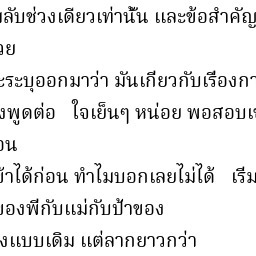 ลับช่วงเดียวเท่านั้น และข้อสำคัญ
วย
ะระบุออกมาว่า มันเกี่ยวกับเรื่องกา
งพูดต่อ ใจเย็นๆ หน่อย พอสอบเข
อน
ข้าได้ก่อน ทำไมบอกเลยไม่ได้ เริ่ม
ของพี่กับแม่กับป้าของ
งแบบเดิม แต่ลากยาวกว่า